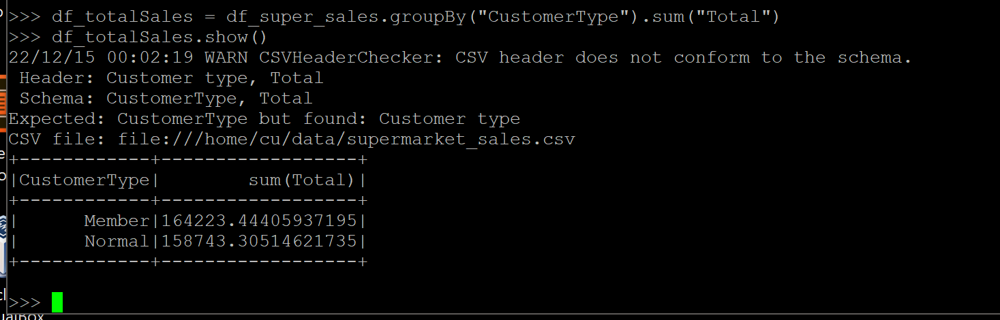 >>> df_totalSales = df_super_sales.groupBy("CustomerType").sum("Total")
>>> df_totalSales.show()
22/12/15 00:02:19 WARN CSVHeaderChecker: CSV header does not conform to the schema.
 Header: Customer type, Total
 Schema: CustomerType, Total
Expected: CustomerType but found: Customer type
CSV file: file:///home/cu/data/supermarket_sales.csv
+------------+------------------+
|CustomerType|        sum(Total)|
+------------+------------------+
|      Member|164223.44405937195|
|      Normal|158743.30514621735|
+------------+------------------+
>>>